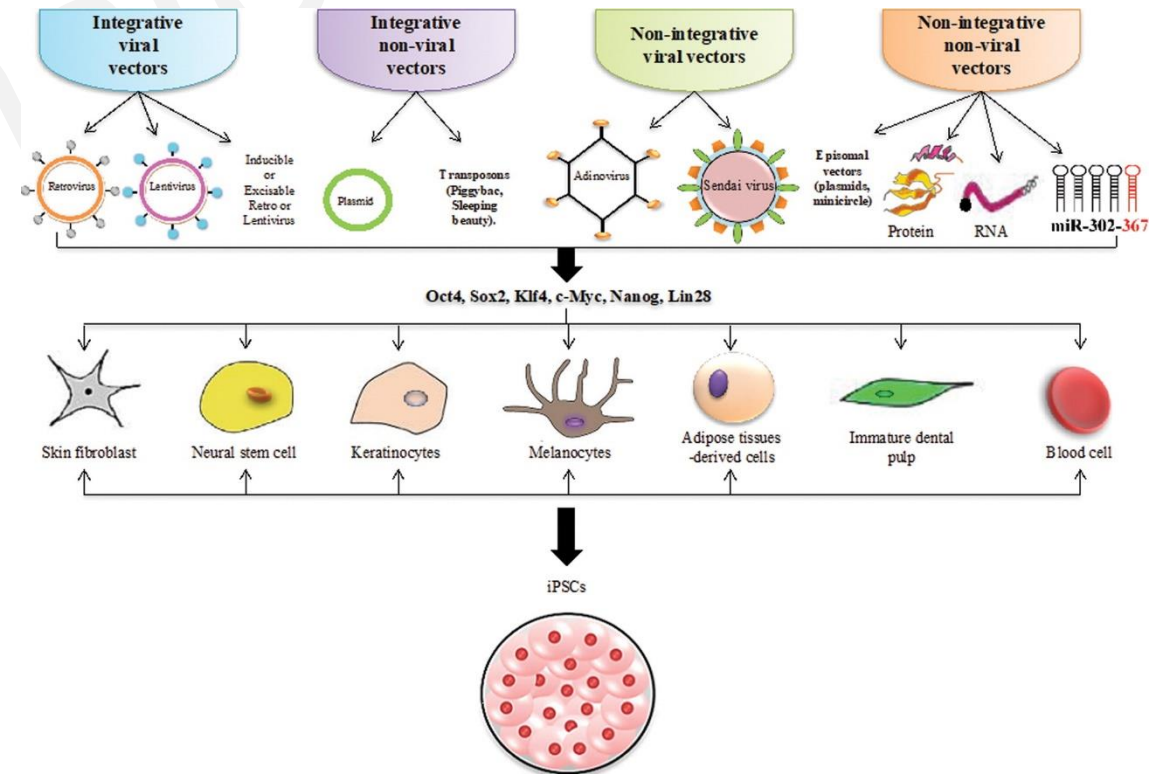 Integrative
viral
vectors
Integrative
non-viral
vectors
Non-integrative
viral vectors
Non-integrative
non-viral
vectors
Retrovirus
Lentivirus
Inducible
or
Excisable
Retro or
Lentivirus
Plasmid
Transposons
(Piggybac,
Sleeping
beauty).
Adinovirus
Sendai virus
Episomal
vectors
(plasmids,
minicircle)
Protein
RNA
miR-302-367
Oct4, Sox2, Klf4, c-Myc, Nanog, Lin28
Skin fibroblast
Neural stem cell
Keratinocytes
Melanocytes
Adipose tissues
-derived cells
Immature dental
pulp
Blood cell
iPSCs